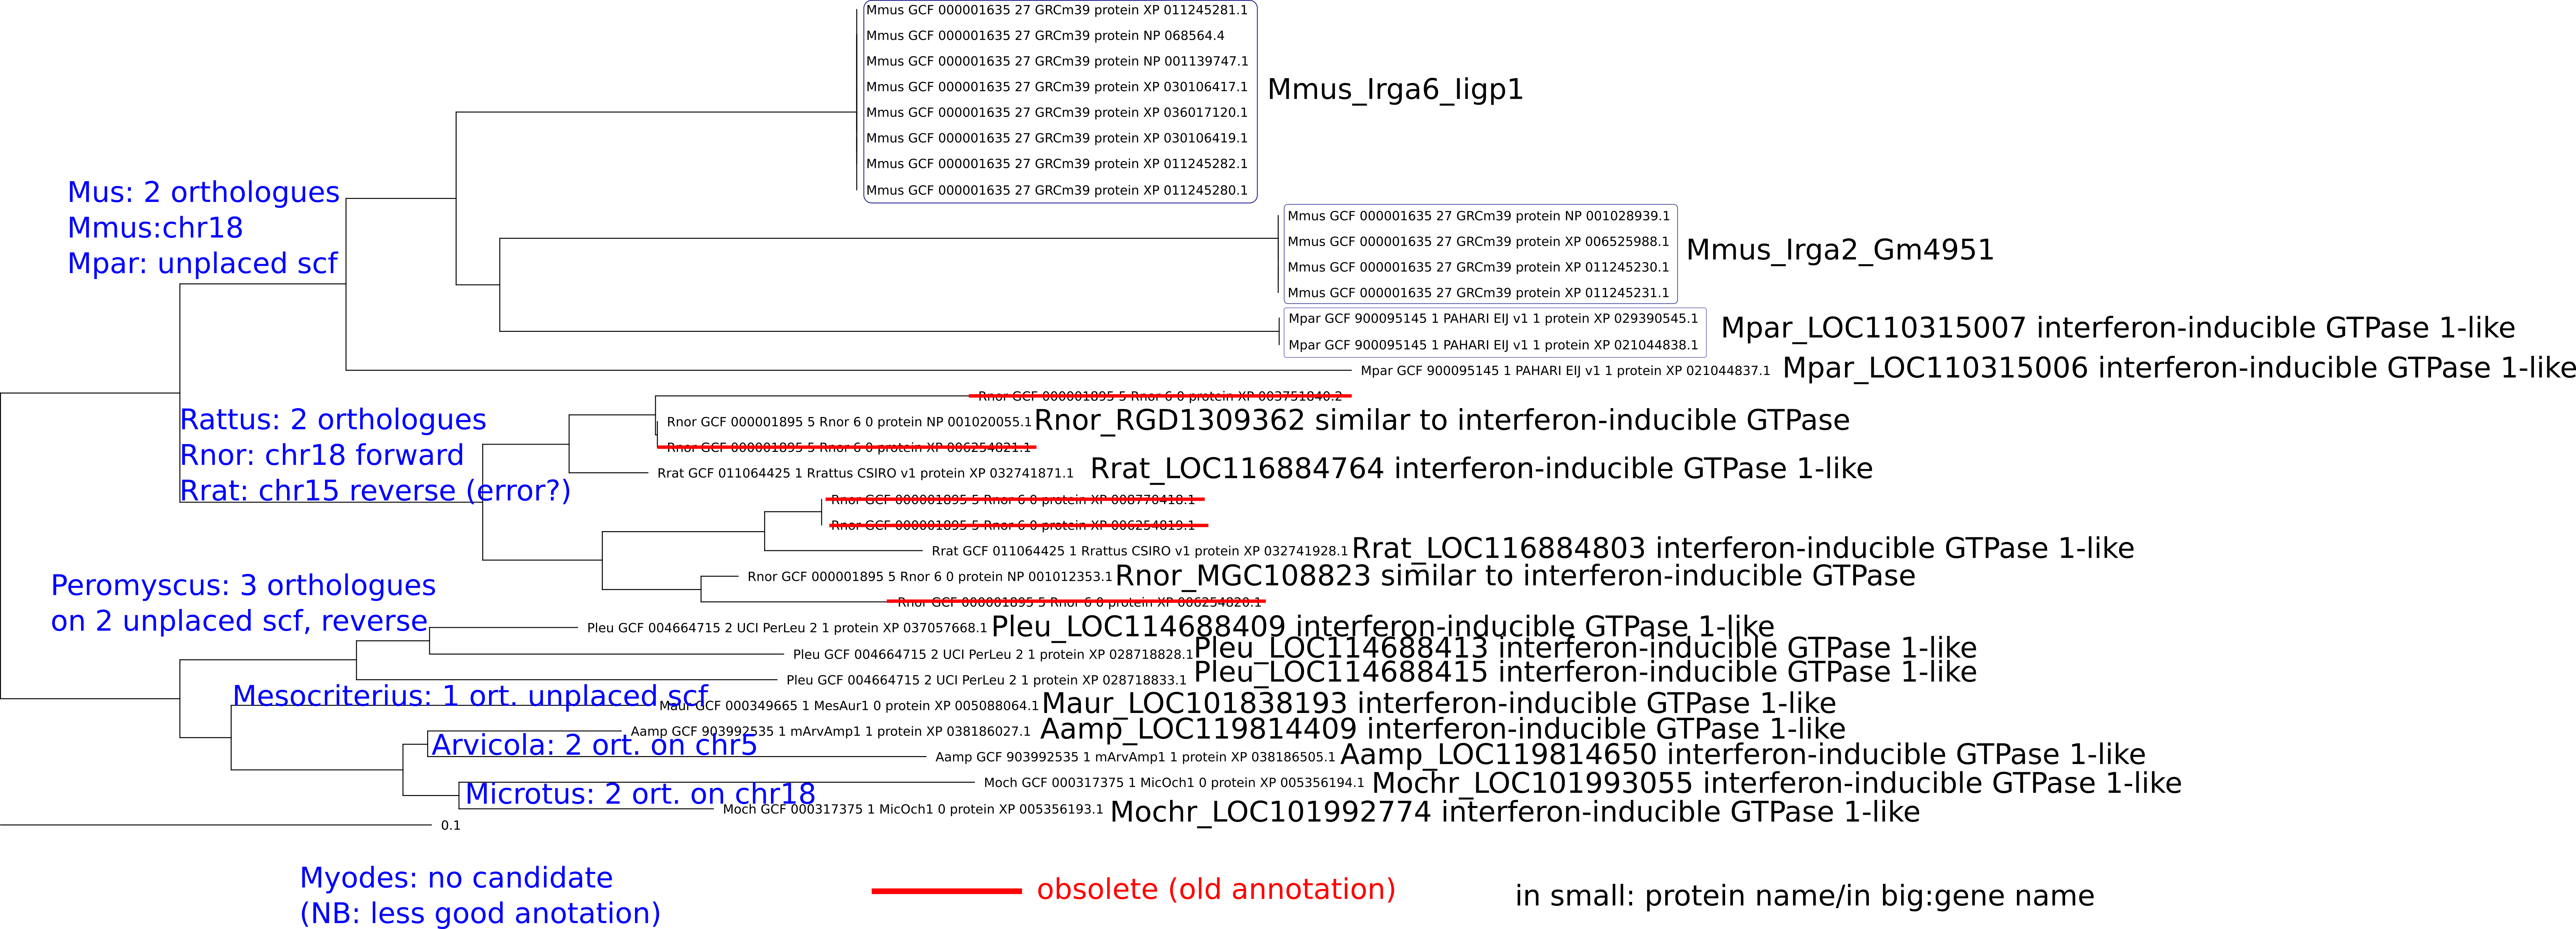 Mmus GCF 000001635 27 GRCm39 protein XP 011245281.1
Mmus GCF 000001635 27 GRCm39 protein NP 068564.4
Mmus GCF 000001635 27 GRCm39 protein NP 001139747.1
Mmus GCF 000001635 27 GRCm39 protein XP 030106417.1
Mmus_Irga6_Iigp1
Mmus GCF 000001635 27 GRCm39 protein XP 036017120.1
Mmus GCF 000001635 27 GRCm39 protein XP 030106419.1
Mmus GCF 000001635 27 GRCm39 protein XP 011245282.1
Mmus GCF 000001635 27 GRCm39 protein XP 011245280.1
Mus: 2 orthologues
Mmus:chr18
Mpar: unplaced scf
Mmus GCF 000001635 27 GRCm39 protein NP 001028939.1
Mmus GCF 000001635 27 GRCm39 protein XP 006525988.1
Mmus_Irga2_Gm4951
Mmus GCF 000001635 27 GRCm39 protein XP 011245230.1
Mmus GCF 000001635 27 GRCm39 protein XP 011245231.1
Mpar GCF 900095145 1 PAHARI EIJ v1 1 protein XP 029390545.1
Mpar_LOC110315007 interferon-inducible GTPase 1-like
Mpar GCF 900095145 1 PAHARI EIJ v1 1 protein XP 021044838.1
Mpar GCF 900095145 1 PAHARI EIJ v1 1 protein XP 021044837.1 Mpar_LOC110315006 interferon-inducible GTPase 1-like
Rnor GCF 000001895 5 Rnor 6 0 protein XP 003751840.2
Rattus: 2 orthologues
Rnor: chr18 forward
Rrat: chr15 reverse (error?)
Rnor GCF 000001895 5 Rnor 6 0 protein NP 001020055.1 Rnor_RGD1309362 similar to interferon-inducible GTPase
Rnor GCF 000001895 5 Rnor 6 0 protein XP 006254821.1
Rrat GCF 011064425 1 Rrattus CSIRO v1 protein XP 032741871.1 Rrat_LOC116884764 interferon-inducible GTPase 1-like
Rnor GCF 000001895 5 Rnor 6 0 protein XP 008770418.1
Rnor GCF 000001895 5 Rnor 6 0 protein XP 006254819.1
Rrat GCF 011064425 1 Rrattus CSIRO v1 protein XP 032741928.1 Rrat_LOC116884803 interferon-inducible GTPase 1-like
Rnor GCF 000001895 5 Rnor 6 0 protein NP 001012353.1 Rnor_MGC108823 similar to interferon-inducible GTPase
Rnor GCF 000001895 5 Rnor 6 0 protein XP 006254820.1
Peromyscus: 3 orthologues
on 2 unplaced scf, reverse
Pleu GCF 004664715 2 UCI PerLeu 2 1 protein XP 037057668.1 Pleu_LOC114688409 interferon-inducible GTPase 1-like
Pleu GCF 004664715 2 UCI PerLeu 2 1 protein XP 028718828.1 Pleu_LOC114688413 interferon-inducible GTPase 1-like
Pleu GCF 004664715 2 UCI PerLeu 2 1 protein XP 028718833.1 Pleu_LOC114688415 interferon-inducible GTPase 1-like
Mesocriterius: 1 ort. unplaced scf
Maur GCF 000349665 1 MesAur1 0 protein XP 005088064.1 Maur_LOC101838193 interferon-inducible GTPase 1-like
Aamp GCF 903992535 1 mArvAmp1 1 protein XP 038186027.1 Aamp_LOC119814409 interferon-inducible GTPase 1-like
Arvicola: 2 ort. on chr5
Aamp GCF 903992535 1 mArvAmp1 1 protein XP 038186505.1 Aamp_LOC119814650 interferon-inducible GTPase 1-like
Moch GCF 000317375 1 MicOch1 0 protein XP 005356194.1 Mochr_LOC101993055 interferon-inducible GTPase 1-like
Microtus: 2 ort. on chr18
Moch GCF 000317375 1 MicOch1 0 protein XP 005356193.1 Mochr_LOC101992774 interferon-inducible GTPase 1-like
0.1
Myodes: no candidate
(NB: less good anotation)
obsolete (old annotation)
in small: protein name/in big:gene name